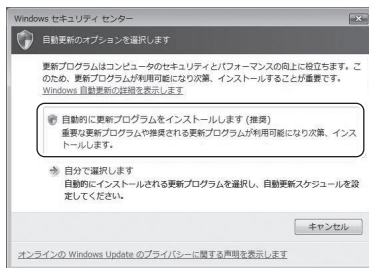 Windows セキュリティ センター
自動更新のオプションを選択します
更新プログラムはコンピュータのセキュリティとパフォーマンスの向上に役立ちます。こ
のため、更新プログラムが利用可能になり次第、インストールすることが重要です。
Windows 自動更新の詳細を表示します
自動的に更新プログラムをインストールします (推奨)
重要な更新プログラムや推奨される更新プログラムが利用可能になり次第、インス
トールします。
自分で選択します
自動的にインストールされる更新プログラムを選択し、自動更新スケジュールを設
定してください。
キャンセル
オンラインの Windows Update のプライバシーに関する声明を表示します